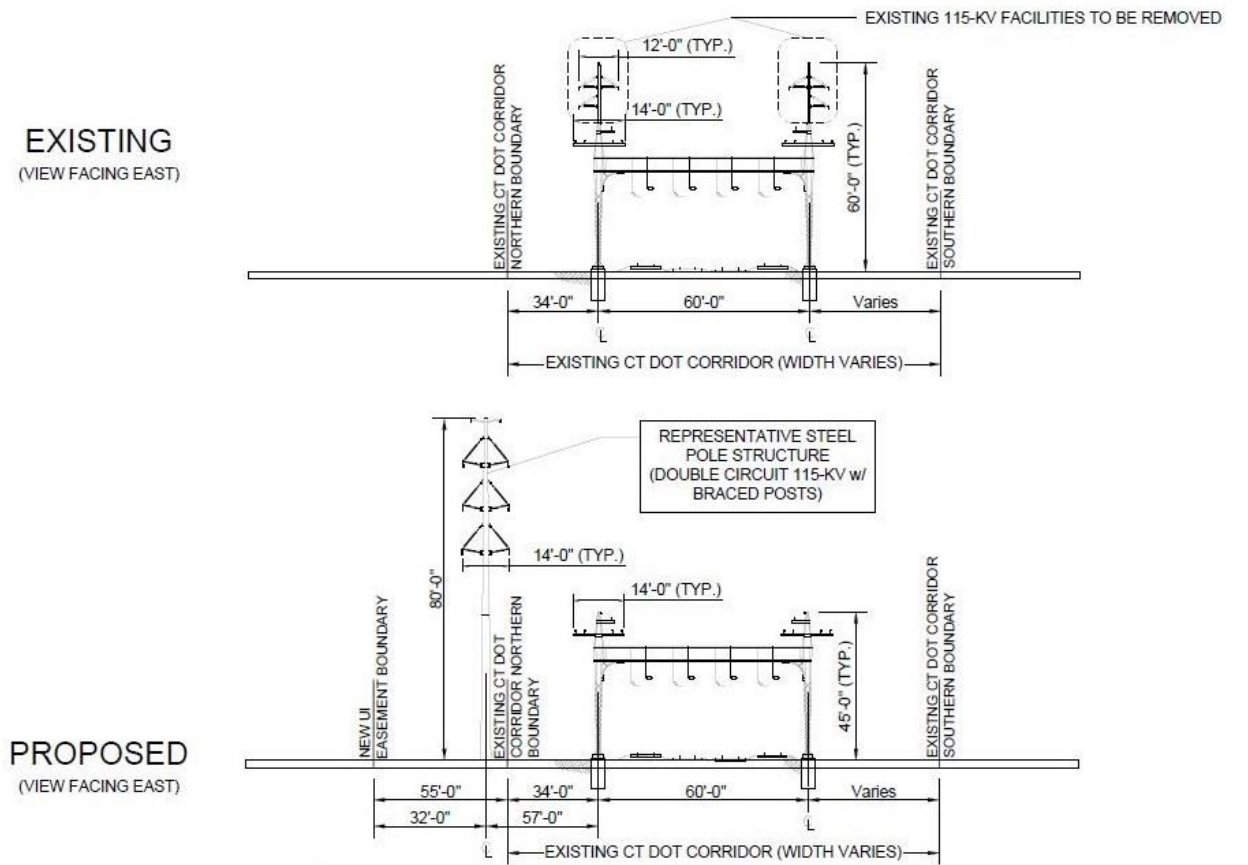 EXISTING 115-KV FACILITIES TO BE REMOVED
12'-0" (TYP.)
14'-0" (TYP.)
EXISTING
(VIEW FACING EAST)
EXISTING CT DOT CORRIDOR
NORTHERN BOUNDARY
60'-0" (TYP.)
EXISTNG CT DOT CORRIDOR
SOUTHERN BOUNDARY
34'-0"
60'-0"
Varies
C
L
C
L
EXISTING CT DOT CORRIDOR (WIDTH VARIES)
REPRESENTATIVE STEEL
POLE STRUCTURE
(DOUBLE CIRCUIT 115-KV w/
BRACED POSTS)
14'-0" (TYP.)
80'-0"
14'-0" (TYP.)
NEW UI
EASEMENT BOUNDARY
EXISTING CT DOT
CORRIDOR NORTHERN
BOUNDARY
45'-0" (TYP.)
EXISTNG CT DOT CORRIDOR
SOUTHERN BOUNDARY
PROPOSED
(VIEW FACING EAST)
55'-0"
34'-0"
60'-0"
Varies
32'-0"
57'-0"
C
L
C
L
EXISTING CT DOT CORRIDOR (WIDTH VARIES)